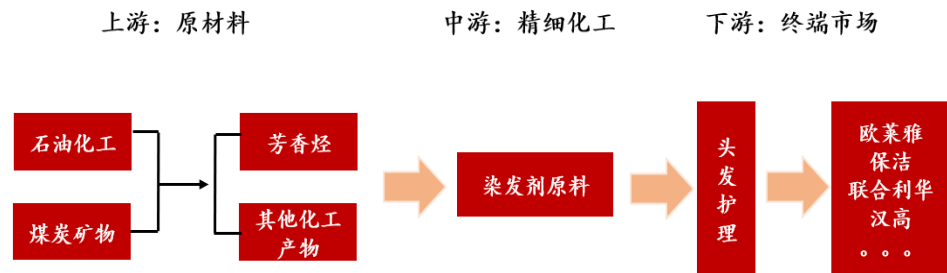 上游：原材料
中游：精细化工
下游：终端市场
石油化工
煤炭矿物
芳香烃
其他化工
产物
染发剂原料
头发护理
欧莱雅
保洁
联合利华
汉高
。。。